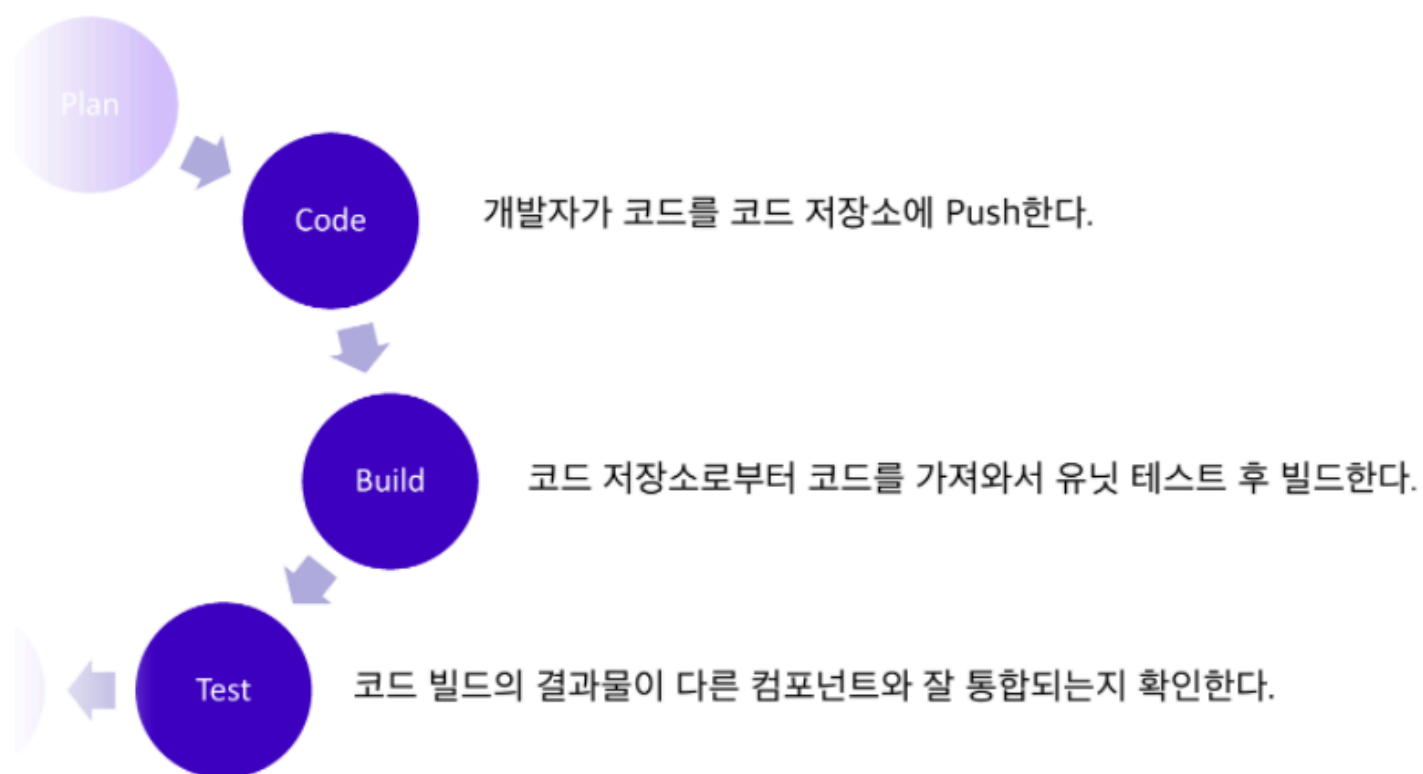 Plan
Code
개발자가 코드를 코드 저장소에 Push한다.
Build
코드 저장소로부터 코드를 가져와서 유닛 테스트 후 빌드한다.
Test
코드 빌드의 결과물이 다른 컴포넌트와 잘 통합되는지 확인한다.